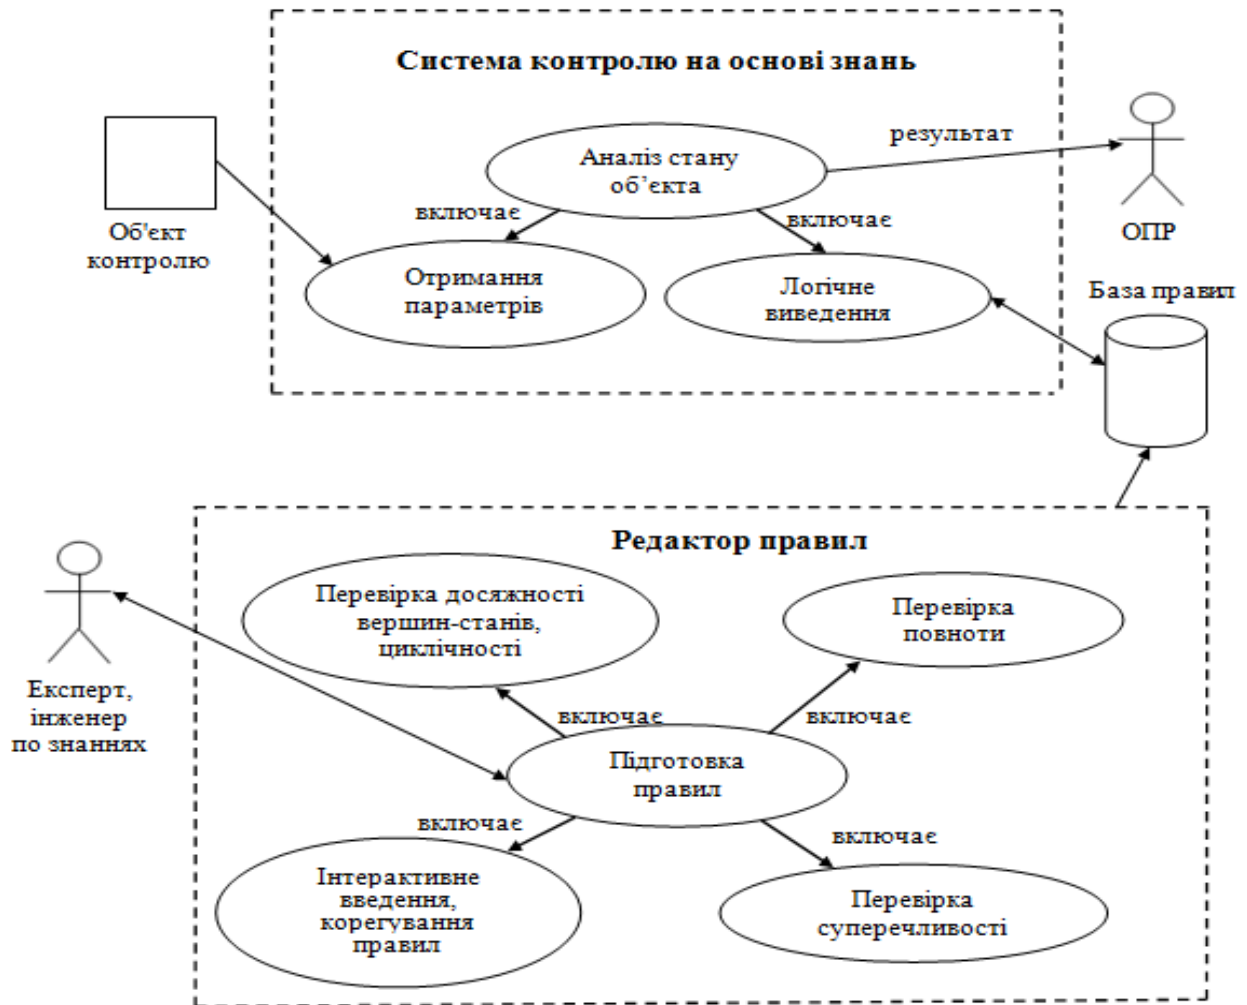 Система контролю на основі знань
результат
Аналіз стану
об’єкта
включає
включає
Об'єкт
контролю
ОПР
Отримання
параметрів
Логічне
виведення
База правил
Редактор правил
Перевірка досяжності
вершин-станів,
циклічності
Перевірка
повноти
Експерт,
інженер
по знаннях
включає
включає
Підготовка
правил
включає
включає
Інтерактивне
введення,
корегування
правил
Перевірка
суперечливості